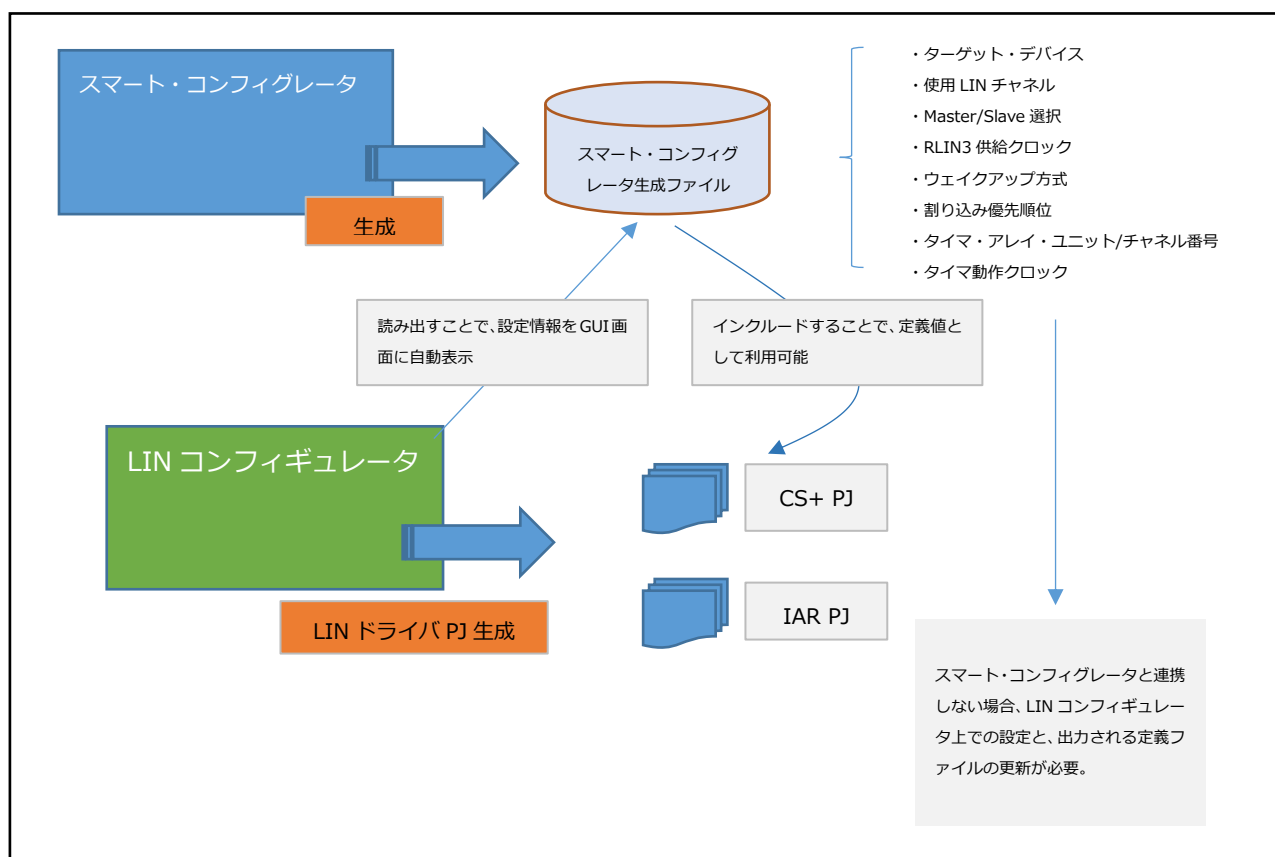 スマート・コンフィグレータ
生成
スマート・コンフィグ
レータ生成ファイル
・ターゲット・デバイス
・使用 LIN チャネル
・Master/Slave 選択
・RLIN3 供給クロック
・ウェイクアップ方式
・割り込み優先順位
・タイマ・アレイ・ユニット/チャネル番号
・タイマ動作クロック
読み出すことで、設定情報を GUI 画
面に自動表示
インクルードすることで、定義値と
して利用可能
LIN コンフィギュレータ
LIN ドライバ PJ 生成
CS+ PJ
IAR PJ
スマート・コンフィグレータと連携
しない場合、LIN コンフィギュレー
タ上での設定と、出力される定義フ
ァイルの更新が必要。